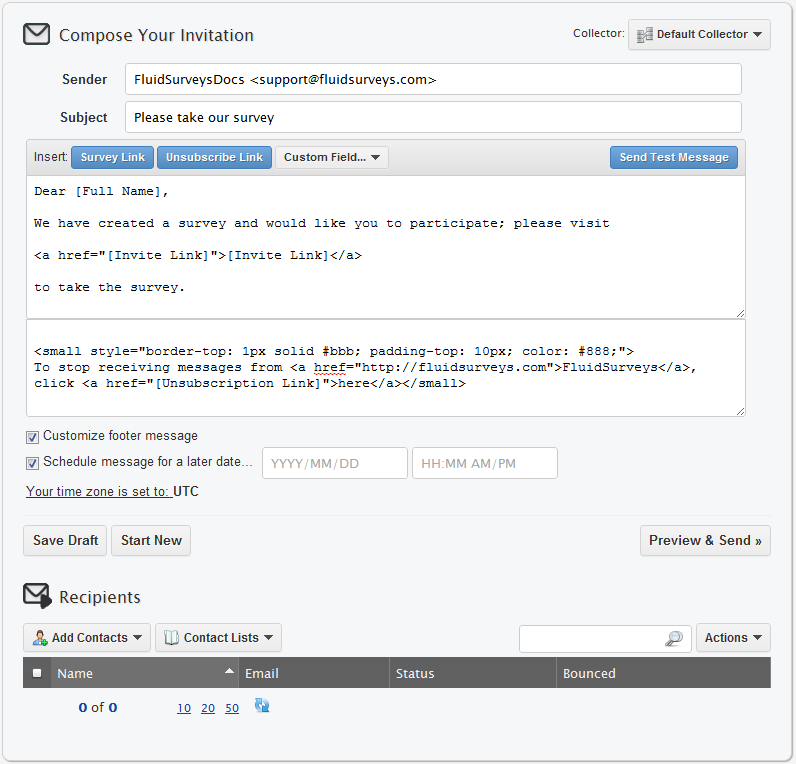 Compose Your Invitation
Collector: Default Collector
Sender FluidSurveysDocs <support@fluidsurveys.com>
Subject Please take our survey
Insert: Survey Link Unsubscribe Link Custom Field... Send Test Message
Dear [Full Name],
We have created a survey and would like you to participate; please visit
<a href="[Invite Link]">[Invite Link]</a>
to take the survey.
<small style="border-top: 1px solid #bbb; padding-top: 10px; color: #888;">
To stop receiving messages from <a href="http://fluidsurveys.com">FluidSurveys</a>,
click <a href="[Unsubscription Link]">here</a></small>
Customize footer message
Schedule message for a later date... YYYY/MM/DD HH:MM AM/PM
Your time zone is set to: UTC
Save Draft Start New Preview & Send »
Recipients
Add Contacts Contact Lists Actions
Name Email Status Bounced
0 of 0 10 20 50